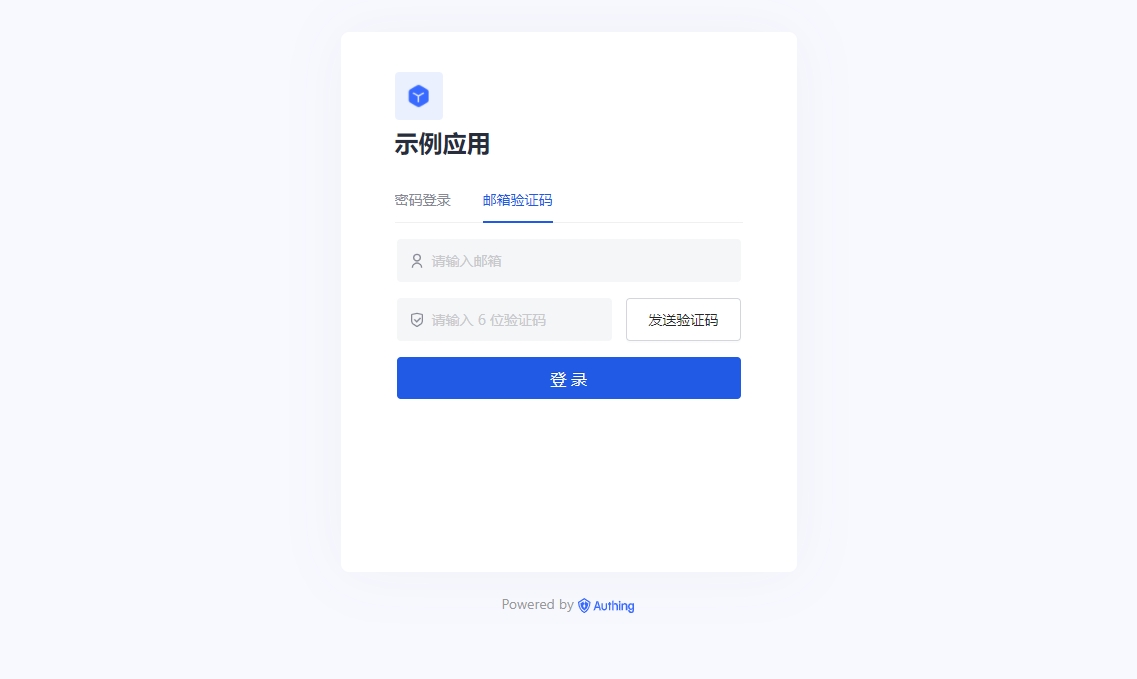 示例应用
密码登录 邮箱验证码
请输入邮箱
请输入 6 位验证码 发送验证码
登 录
Powered by Authing